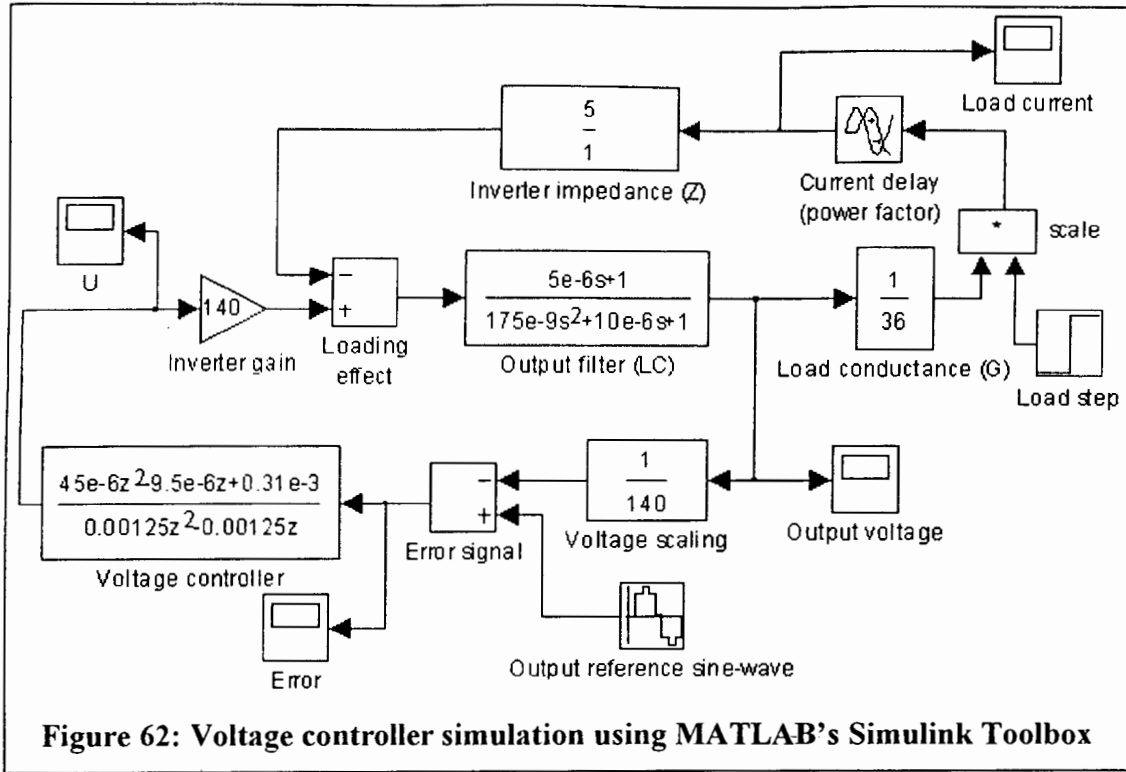 Load current
5
1
Inverter impedance (Z)
Current delay
(power factor)
*
scale
U
140
Inverter gain
−
+
Loading
effect
5e-6s+1
175e-9s²+10e-6s+1
Output filter (LC)
1
36
Load conductance (G)
Load step
45e-6z²-9.5e-6z+0.31e-3
0.00125z²-0.00125z
Voltage controller
−
+
Error signal
1
140
Voltage scaling
Output voltage
Error
Output reference sine-wave
Figure 62: Voltage controller simulation using MATLAB's Simulink Toolbox